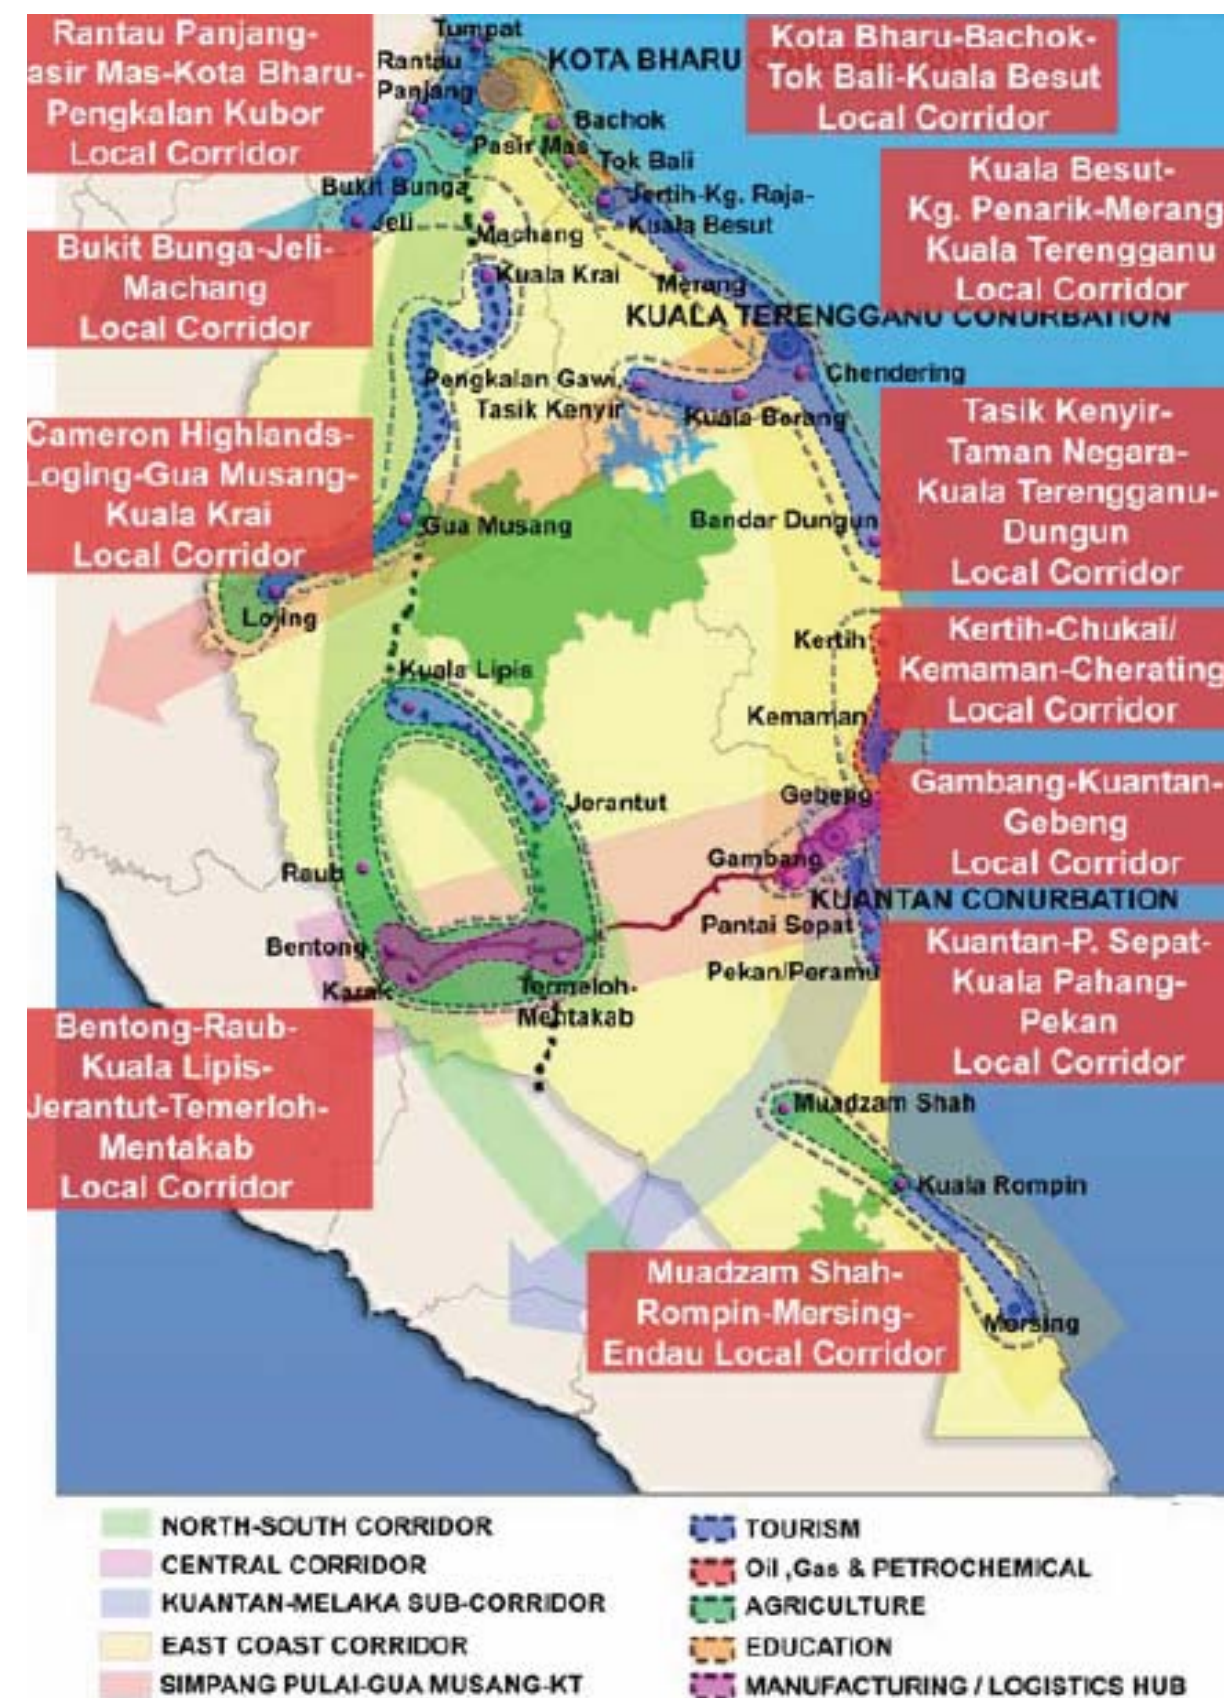 Rantau Panjang-
asir Mas-Kota Bharu-
Pengkalan Kubor
Local Corridor
Tumpat
Rantau
Panjang
KOTA BHARU
Kota Bharu-Bachok-
Tok Bali-Kuala Besut
Local Corridor
Bachok
Pasir Mas
Tok Bali
Bukit Bunga
Jertih-Kg. Raja-
Kuala Besut
Jeli
Machang
Kuala Besut-
Kg. Penarik-Merang
Kuala Terengganu
Local Corridor
Bukit Bunga-Jeli-
Machang
Local Corridor
Kuala Krai
Merang
KUALA TERENGGANU CONURBATION
Pengkalan Gawi,
Tasik Kenyir
Chendering
Kuala Berang
Cameron Highlands-
Loging-Gua Musang-
Kuala Krai
Local Corridor
Tasik Kenyir-
Taman Negara-
Kuala Terengganu-
Dungun
Local Corridor
Gua Musang
Bandar Dungun
Lojing
Kertih
Kertih-Chukai/
Kemaman-Cherating
Local Corridor
Kuala Lipis
Kemaman
Jerantut
Gebeng
Gambang-Kuantan-
Gebeng
Local Corridor
Raub
Gambang
KUANTAN CONURBATION
Bentong
Pantai Sepat
Karak
Termeloh-
Mentakab
Pekan/Peramu
Kuantan-P. Sepat-
Kuala Pahang-
Pekan
Local Corridor
Bentong-Raub-
Kuala Lipis-
Jerantut-Temerloh-
Mentakab
Local Corridor
Muadzam Shah
Kuala Rompin
Muadzam Shah-
Rompin-Mersing-
Endau Local Corridor
Mersing
NORTH-SOUTH CORRIDOR
CENTRAL CORRIDOR
KUANTAN-MELAKA SUB-CORRIDOR
EAST COAST CORRIDOR
SIMPANG PULAI-GUA MUSANG-KT
TOURISM
Oil ,Gas & PETROCHEMICAL
AGRICULTURE
EDUCATION
MANUFACTURING / LOGISTICS HUB